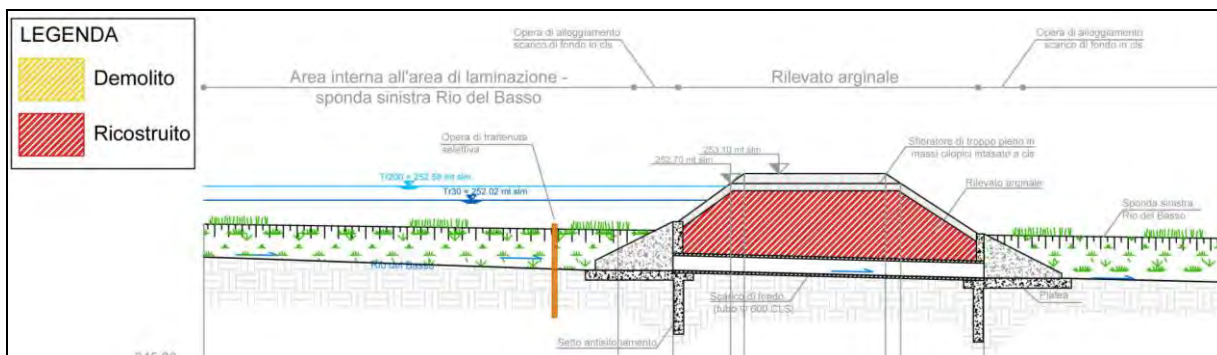 LEGENDA
Demolito
Ricostruito
Opera di alloggiamento
scarico di fondo in cls
Opera di alloggiamento
scarico di fondo in cls
Area interna all'area di laminazione -
sponda sinistra Rio del Basso
Rilevato arginale
Opera di trattenuta
selettiva
253.10 mt slm
252.70 mt slm
Sfioratore di troppo pieno in
massi ciclopici intasato a cls
Tr200 = 252.59 mt slm
Tr30 = 252.02 mt slm
Rilevato arginale
Sponda sinistra
Rio del Basso
Rio del Basso
Scarico di fondo
(tubo ∅ 600 CLS)
Platea
Setto antisifonamento